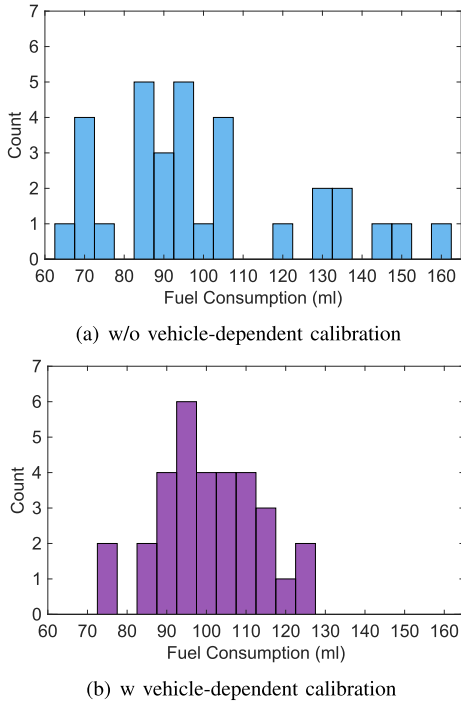 7
6
5
4
3
2
1
0
Count
60 70 80 90 100 110 120 130 140 150 160
Fuel Consumption (ml)
(a) w/o vehicle-dependent calibration
7
6
5
4
3
2
1
0
Count
60 70 80 90 100 110 120 130 140 150 160
Fuel Consumption (ml)
(b) w vehicle-dependent calibration